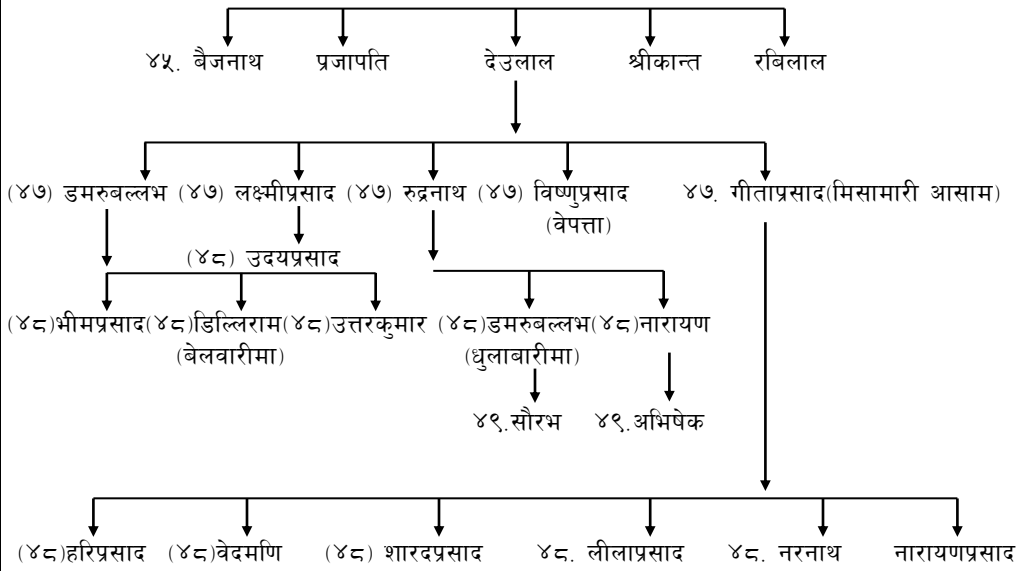 ४५. बैजनाथ प्रजापति देउलाल श्रीकान्त रबिलाल
(४७) डमरुबल्लभ (४७) लक्ष्मीप्रसाद (४७) रुद्रनाथ (४७) विष्णुप्रसाद ४७. गीताप्रसाद(मिसामारी आसाम)
(वेपत्ता)
(४८) उदयप्रसाद
(४८)भीमप्रसाद(४८)डिल्लिराम(४८)उत्तरकुमार (४८)डमरुबल्लभ(४८)नारायण
(बेलवारीमा) (धुलाबारीमा)
४९.सौरभ ४९.अभिषेक
(४८)हरिप्रसाद (४८)वेदमणि (४८) शारदप्रसाद ४८. लीलाप्रसाद ४८. नरनाथ नारायणप्रसाद